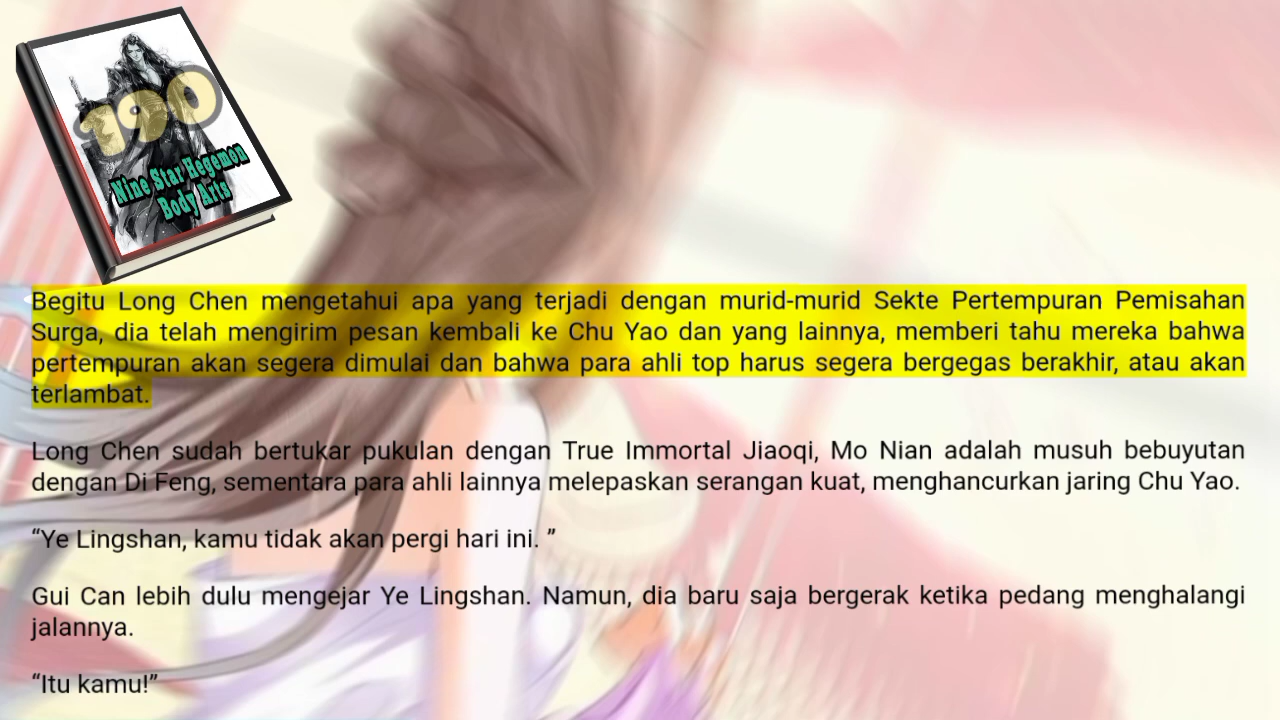 190
Nine Star Hegemon
Body Arts
Begitu Long Chen mengetahui apa yang terjadi dengan murid-murid Sekte Pertempuran Pemisahan
Surga, dia telah mengirim pesan kembali ke Chu Yao dan yang lainnya, memberi tahu mereka bahwa
pertempuran akan segera dimulai dan bahwa para ahli top harus segera bergegas berakhir, atau akan
terlambat.
Long Chen sudah bertukar pukulan dengan True Immortal Jiaoqi, Mo Nian adalah musuh bebuyutan
dengan Di Feng, sementara para ahli lainnya melepaskan serangan kuat, menghancurkan jaring Chu Yao.
“Ye Lingshan, kamu tidak akan pergi hari ini. ”
Gui Can lebih dulu mengejar Ye Lingshan. Namun, dia baru saja bergerak ketika pedang menghalangi
jalannya.
“Itu kamu!”